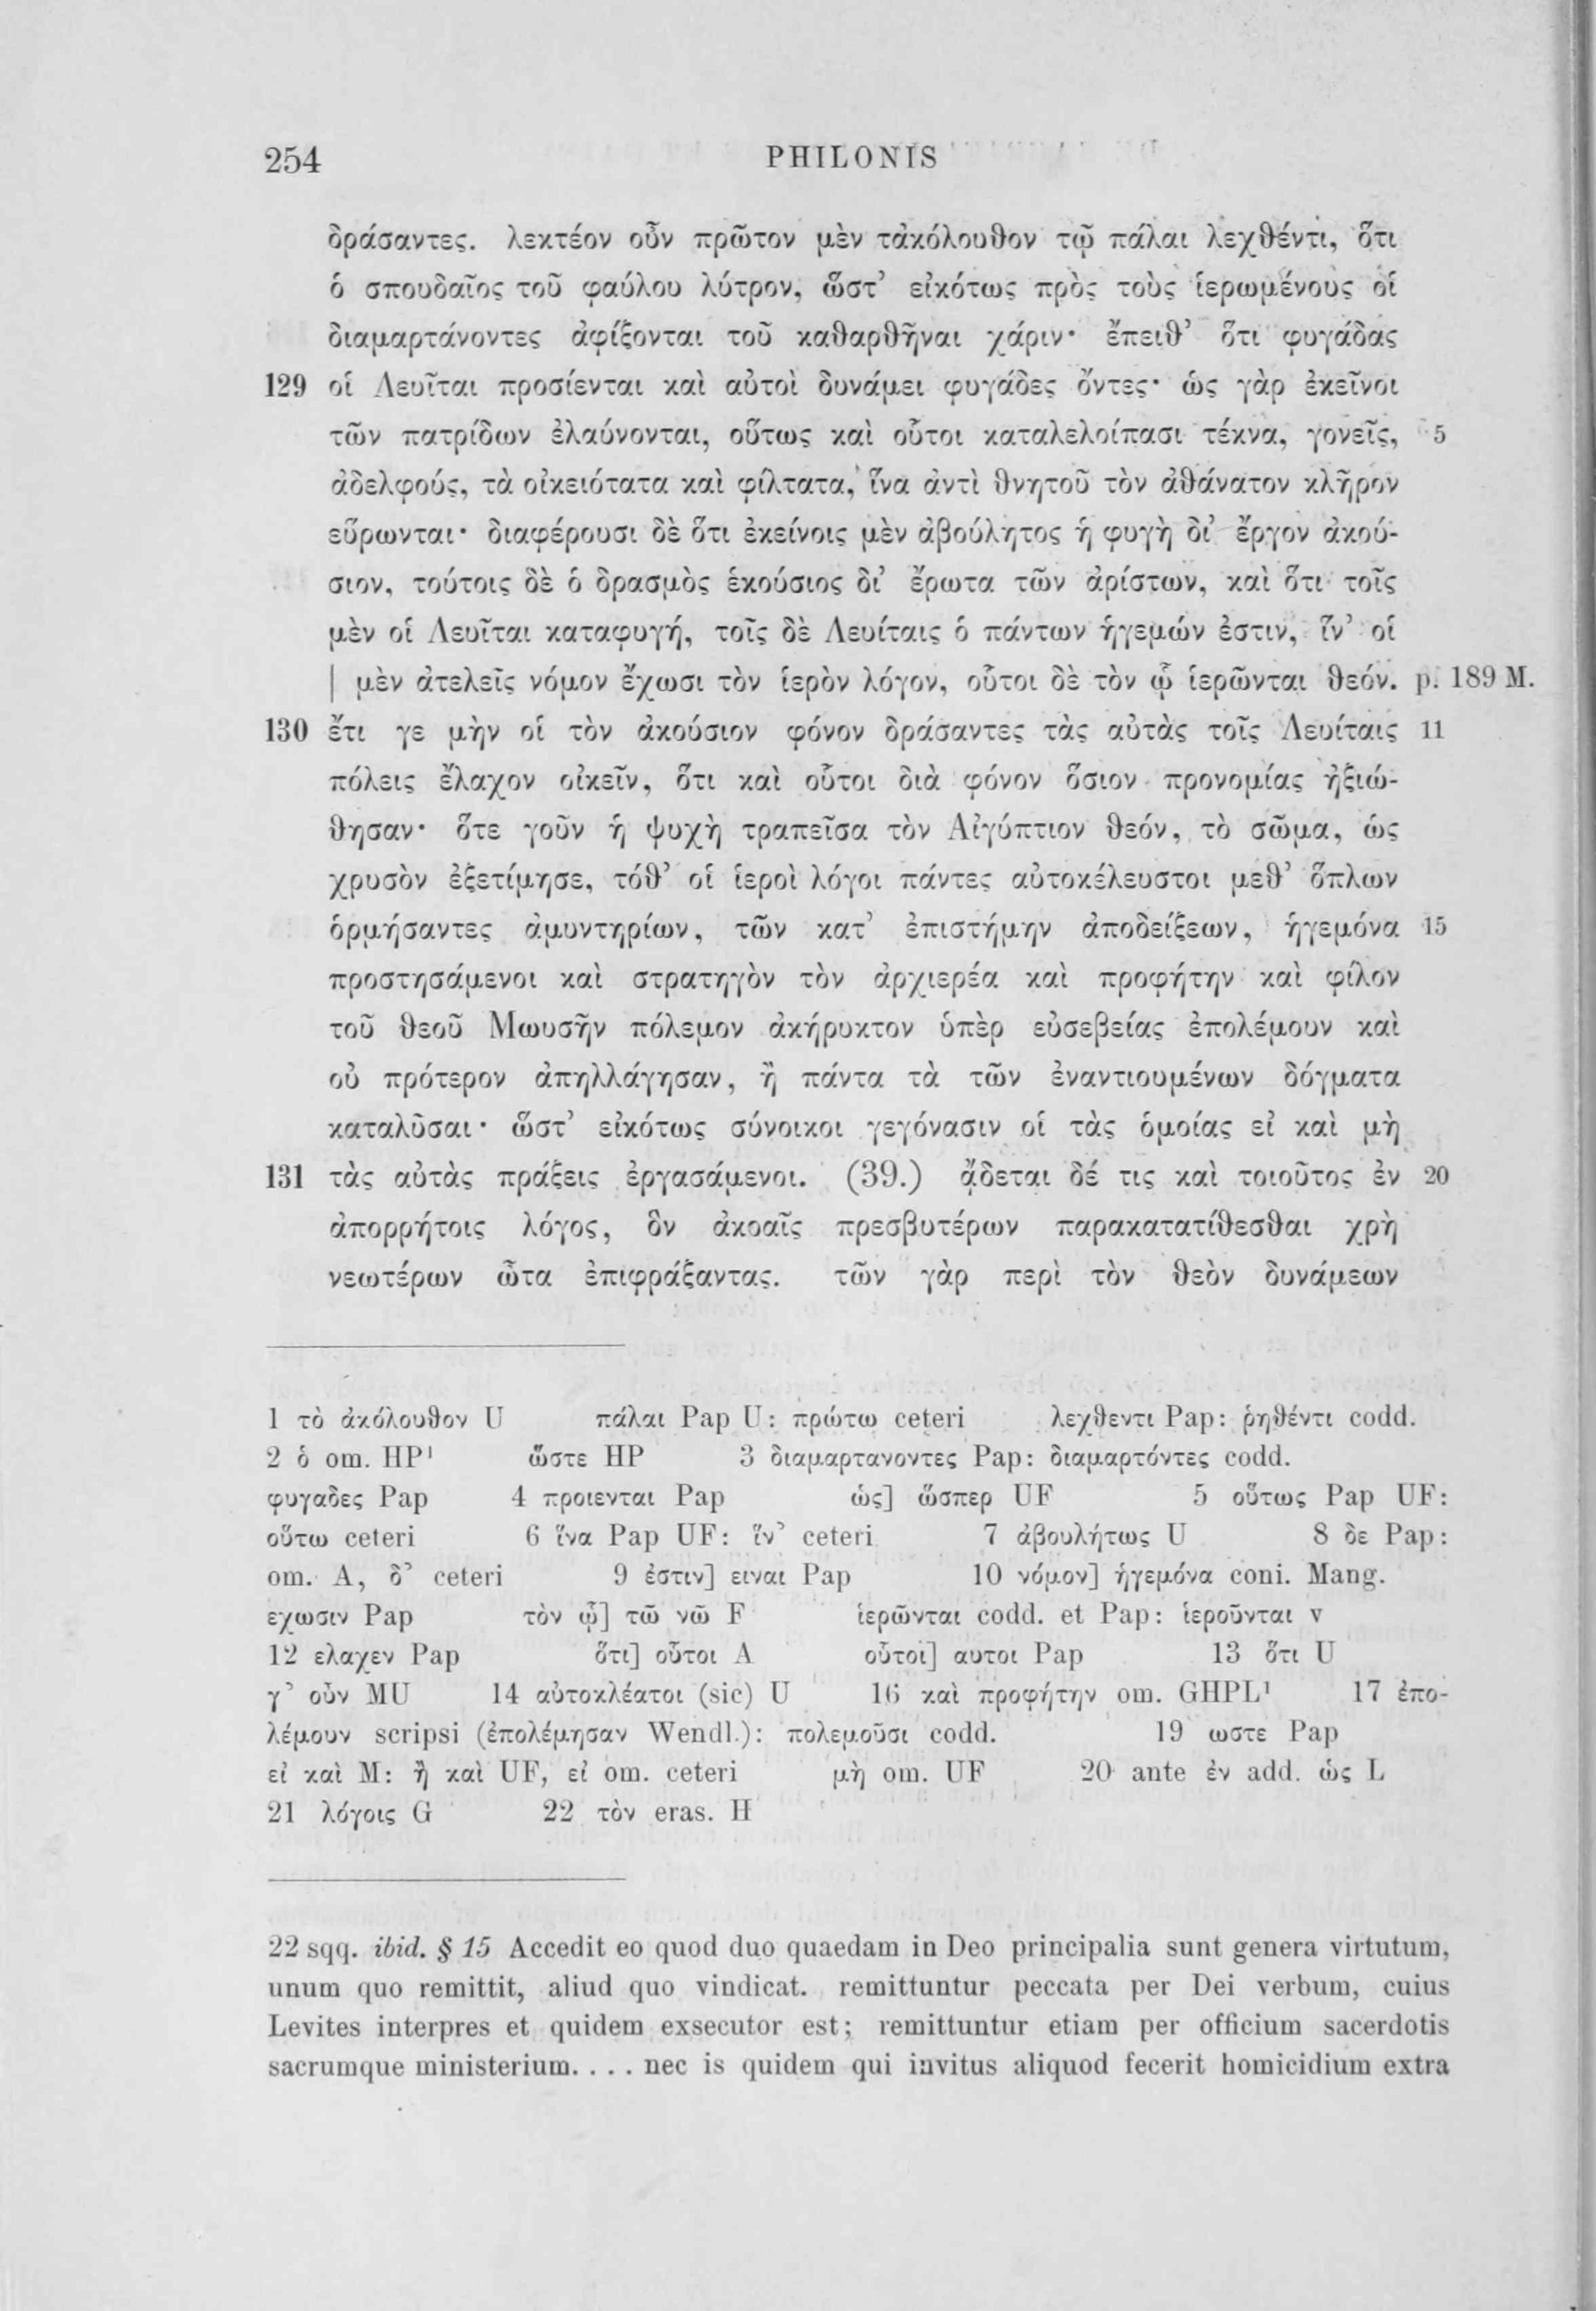 254 PHILONIS
δράσαντες. λεκτέον οὖν πρῶτον μὲν τἀκόλουθον τῷ πάλαι λεχθέντι, ὅτι
ὁ σπουδαῖος τοῦ φαύλου λύτρον, ὥστ’ εἰκότως πρὸς τοὺς ἱερωμένους οἱ
διαμαρτάνοντες ἀφίξονται τοῦ καθαρθῆναι χάριν· ἔπειθ’ ὅτι φυγάδας
129 οἱ Λευῖται προσίενται καὶ αὐτοὶ δυνάμει φυγάδες ὄντες· ὡς γὰρ ἐκεῖνοι
τῶν πατρίδων ἐλαύνονται, οὕτως καὶ οὗτοι καταλελοίπασι τέκνα, γονεῖς, 5
ἀδελφούς, τὰ οἰκειότατα καὶ φίλτατα, ἵνα ἀντὶ θνητοῦ τὸν ἀθάνατον κλῆρον
εὕρωνται· διαφέρουσι δὲ ὅτι ἐκείνοις μὲν ἀβούλητος ἡ φυγὴ δι’ ἔργον ἀκού-
σιον, τούτοις δὲ ὁ δρασμὸς ἑκούσιος δι’ ἔρωτα τῶν ἀρίστων, καὶ ὅτι τοῖς
μὲν οἱ Λευῖται καταφυγή, τοῖς δὲ Λευίταις ὁ πάντων ἡγεμών ἐστιν, ἵν’ οἱ
| μὲν ἀτελεῖς νόμον ἔχωσι τὸν ἱερὸν λόγον, οὗτοι δὲ τὸν ᾧ ἱερῶνται θεόν. p. 189 M.
130 ἔτι γε μὴν οἱ τὸν ἀκούσιον φόνον δράσαντες τὰς αὐτὰς τοῖς Λευίταις 11
πόλεις ἔλαχον οἰκεῖν, ὅτι καὶ οὗτοι διὰ φόνον ὅσιον προνομίας ἠξιώ-
θησαν· ὅτε γοῦν ἡ ψυχὴ τραπεῖσα τὸν Αἰγύπτιον θεόν, τὸ σῶμα, ὡς
χρυσὸν ἐξετίμησε, τόθ’ οἱ ἱεροὶ λόγοι πάντες αὐτοκέλευστοι μεθ’ ὅπλων
ὁρμήσαντες ἀμυντηρίων, τῶν κατ’ ἐπιστήμην ἀποδείξεων, ἡγεμόνα 15
προστησάμενοι καὶ στρατηγὸν τὸν ἀρχιερέα καὶ προφήτην καὶ φίλον
τοῦ θεοῦ Μωυσῆν πόλεμον ἀκήρυκτον ὑπὲρ εὐσεβείας ἐπολέμουν καὶ
οὐ πρότερον ἀπηλλάγησαν, ἢ πάντα τὰ τῶν ἐναντιουμένων δόγματα
καταλῦσαι· ὥστ’ εἰκότως σύνοικοι γεγόνασιν οἱ τὰς ὁμοίας εἰ καὶ μὴ
131 τὰς αὐτὰς πράξεις ἐργασάμενοι. (39.) ᾄδεται δέ τις καὶ τοιοῦτος ἐν 20
ἀπορρήτοις λόγος, ὃν ἀκοαῖς πρεσβυτέρων παρακατατίθεσθαι χρὴ
νεωτέρων ὦτα ἐπιφράξαντας. τῶν γὰρ περὶ τὸν θεὸν δυνάμεων
1 τὸ ἀκόλουθον U πάλαι Pap U: πρώτω ceteri λεχθεντι Pap: ῥηθέντι codd.
2 ὁ om. HP¹ ὥστε HP 3 διαμαρτανοντες Pap: διαμαρτόντες codd.
φυγαδες Pap 4 προιενται Pap ὡς] ὥσπερ UF 5 οὕτως Pap UF:
οὕτω ceteri 6 ἵνα Pap UF: ἵν’ ceteri 7 ἀβουλήτως U 8 δε Pap:
om. A, δ’ ceteri 9 ἐστιν] ειναι Pap 10 νόμον] ἡγεμόνα coni. Mang.
εχωσιν Pap τὸν ᾧ] τῶ νῶ F ἱερῶνται codd. et Pap: ἱεροῦνται v
12 ελαχεν Pap ὅτι] οὗτοι A οὗτοι] αυτοι Pap 13 ὅτι U
γ’ οὖν MU 14 αὐτοκλέατοι (sic) U 16 καὶ προφήτην om. GHPL¹ 17 ἐπο-
λέμουν scripsi (ἐπολέμησαν Wendl.): πολεμοῦσι codd. 19 ωστε Pap
εἰ καὶ M: ἢ καὶ UF, εἰ om. ceteri μὴ om. UF 20 ante ἐν add. ὡς L
21 λόγοις G 22 τὸν eras. H
22 sqq. ibid. § 15 Accedit eo quod duo quaedam in Deo principalia sunt genera virtutum,
unum quo remittit, aliud quo vindicat. remittuntur peccata per Dei verbum, cuius
Levites interpres et quidem exsecutor est; remittuntur etiam per officium sacerdotis
sacrumque ministerium. . . . nec is quidem qui invitus aliquod fecerit homicidium extra